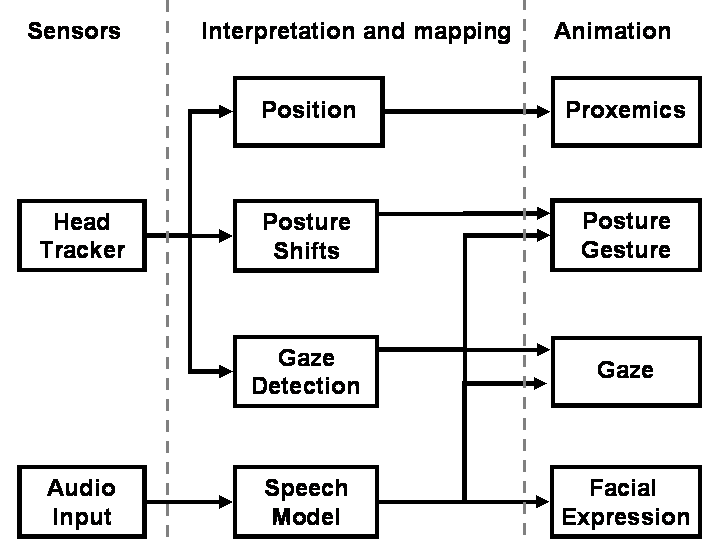 Sensors
Interpretation and mapping
Animation
Position
Proxemics
Head
Tracker
Posture
Shifts
Posture
Gesture
Gaze
Detection
Gaze
Audio
Input
Speech
Model
Facial
Expression